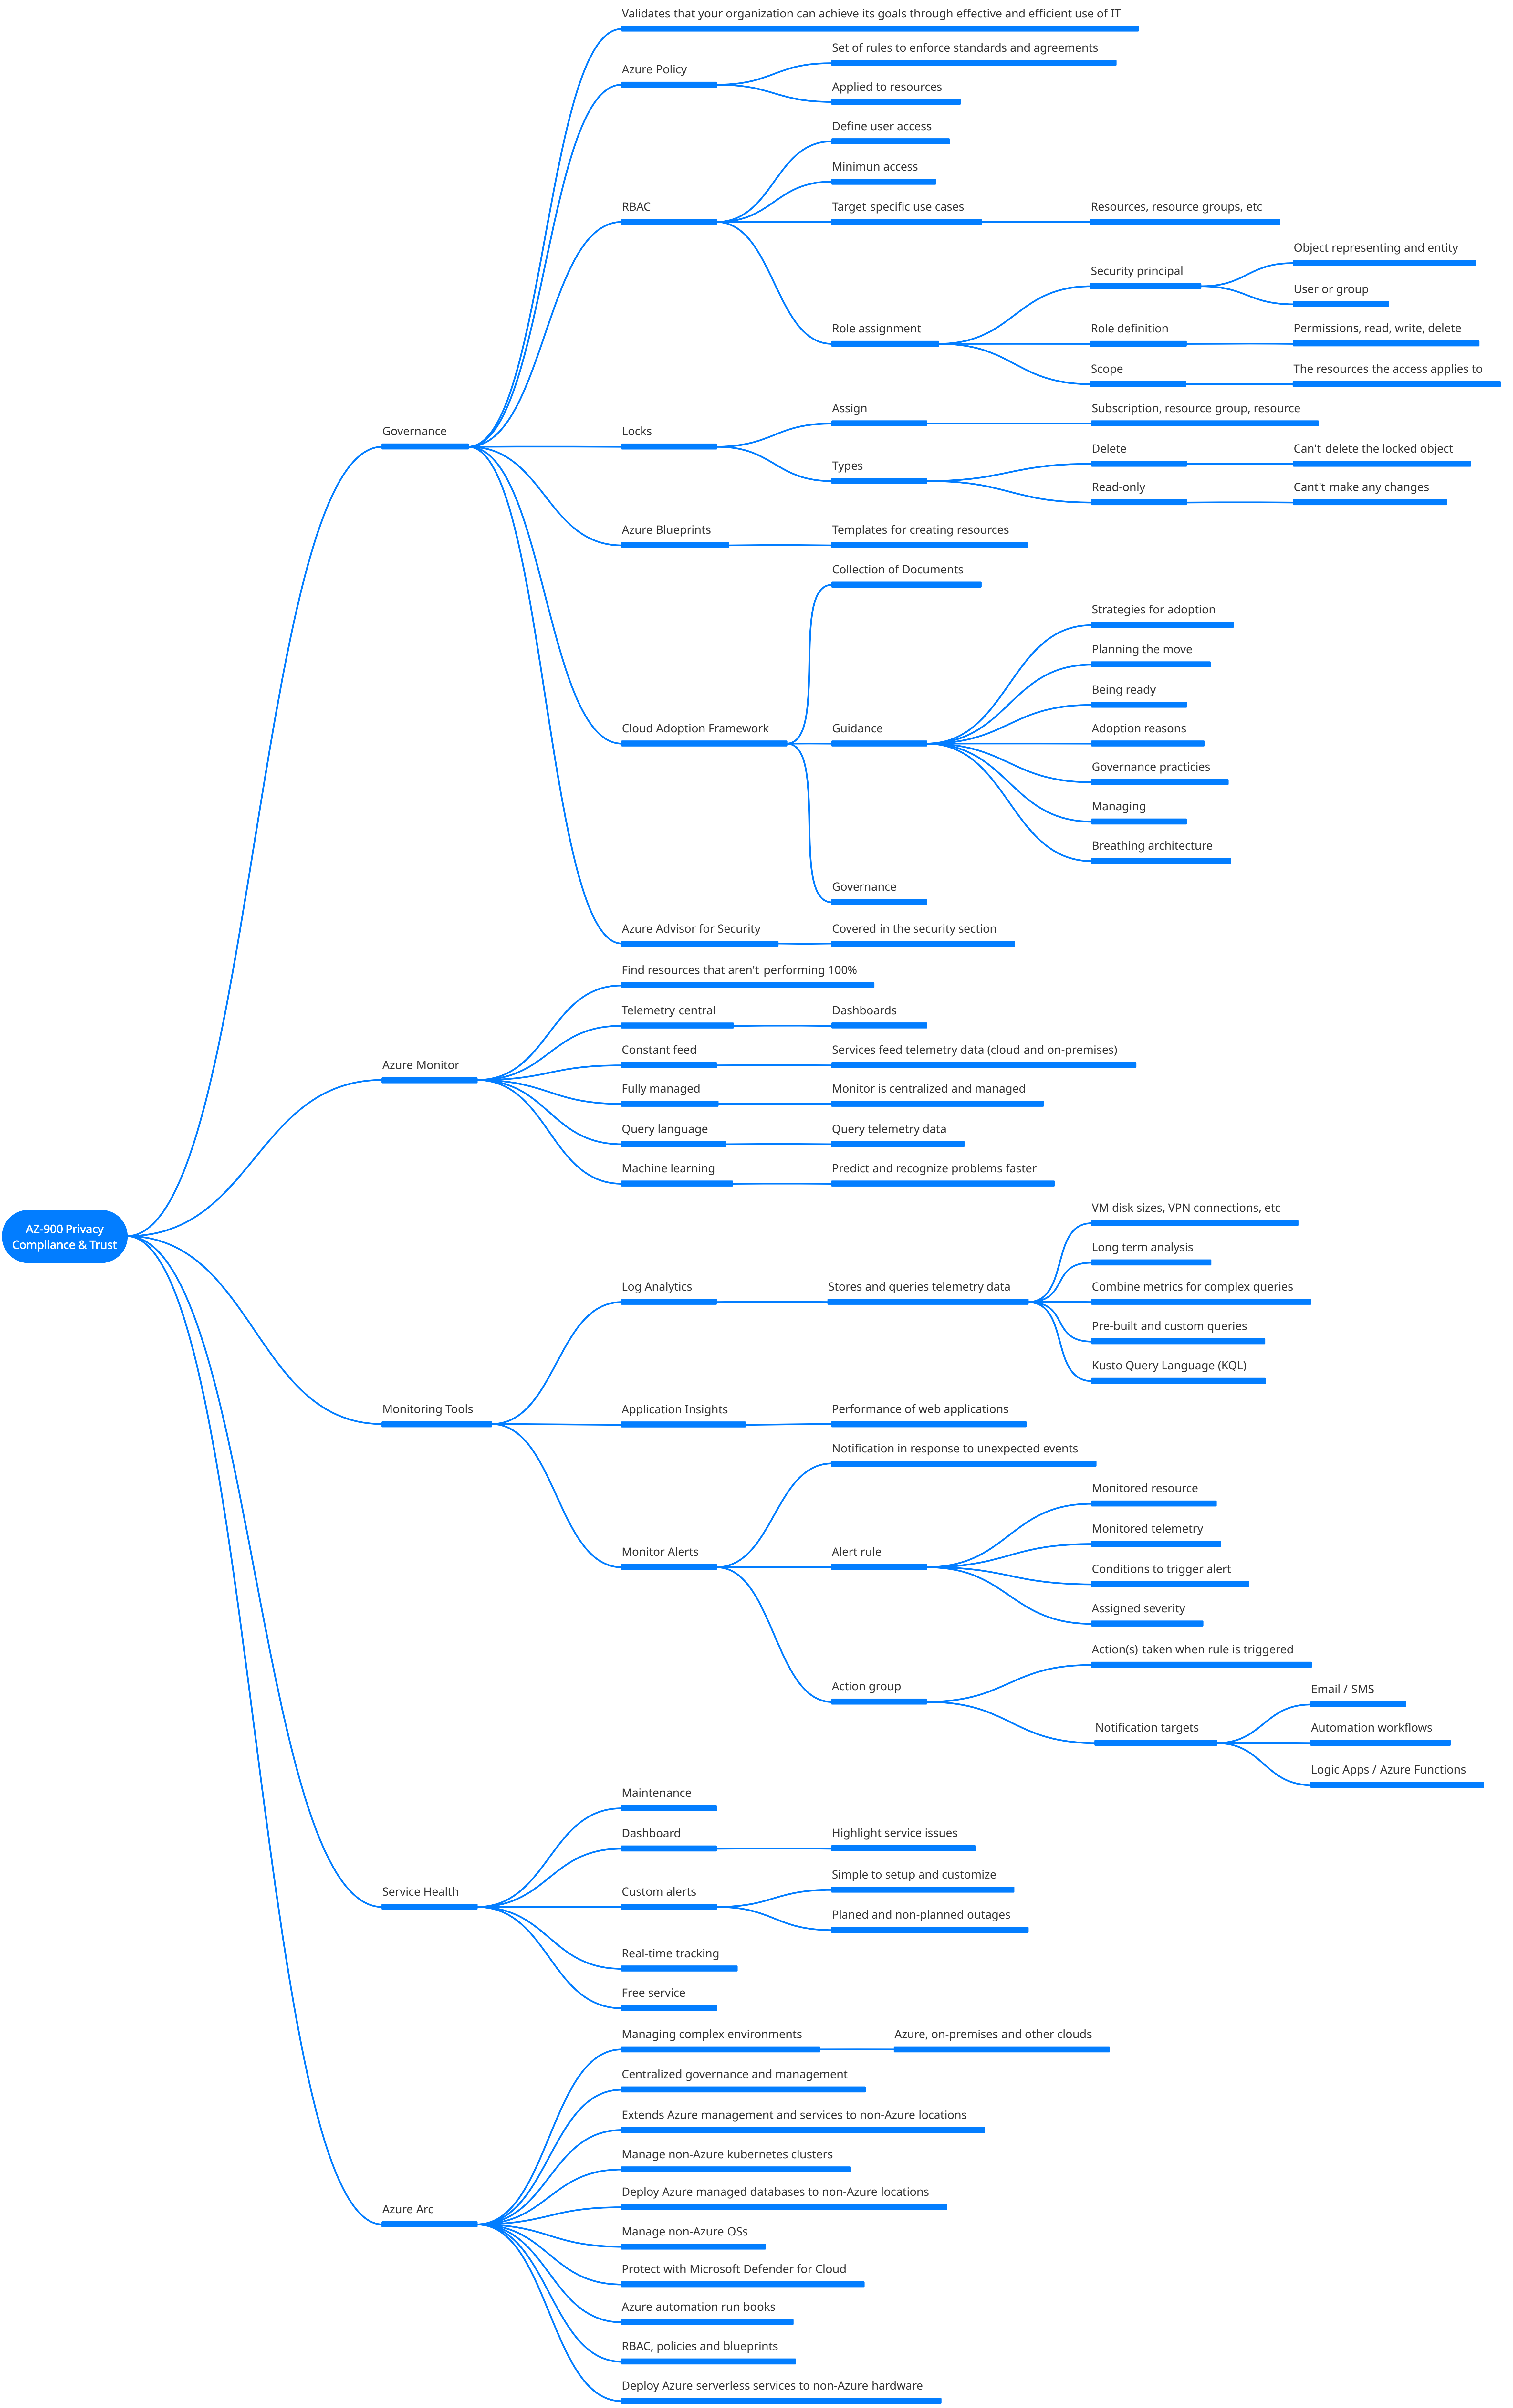 AZ-900 Privacy
Compliance & Trust
Governance
Validates that your organization can achieve its goals through effective and efficient use of IT
Azure Policy
Set of rules to enforce standards and agreements
Applied to resources
RBAC
Define user access
Minimun access
Target specific use cases
Resources, resource groups, etc
Role assignment
Security principal
Object representing and entity
User or group
Role definition
Permissions, read, write, delete
Scope
The resources the access applies to
Locks
Assign
Subscription, resource group, resource
Types
Delete
Can't delete the locked object
Read-only
Cant't make any changes
Azure Blueprints
Templates for creating resources
Cloud Adoption Framework
Collection of Documents
Guidance
Strategies for adoption
Planning the move
Being ready
Adoption reasons
Governance practicies
Managing
Breathing architecture
Governance
Azure Advisor for Security
Covered in the security section
Azure Monitor
Find resources that aren't performing 100%
Telemetry central
Dashboards
Constant feed
Services feed telemetry data (cloud and on-premises)
Fully managed
Monitor is centralized and managed
Query language
Query telemetry data
Machine learning
Predict and recognize problems faster
Monitoring Tools
Log Analytics
Stores and queries telemetry data
VM disk sizes, VPN connections, etc
Long term analysis
Combine metrics for complex queries
Pre-built and custom queries
Kusto Query Language (KQL)
Application Insights
Performance of web applications
Monitor Alerts
Notification in response to unexpected events
Alert rule
Monitored resource
Monitored telemetry
Conditions to trigger alert
Assigned severity
Action group
Action(s) taken when rule is triggered
Notification targets
Email / SMS
Automation workflows
Logic Apps / Azure Functions
Service Health
Maintenance
Dashboard
Highlight service issues
Custom alerts
Simple to setup and customize
Planed and non-planned outages
Real-time tracking
Free service
Azure Arc
Managing complex environments
Azure, on-premises and other clouds
Centralized governance and management
Extends Azure management and services to non-Azure locations
Manage non-Azure kubernetes clusters
Deploy Azure managed databases to non-Azure locations
Manage non-Azure OSs
Protect with Microsoft Defender for Cloud
Azure automation run books
RBAC, policies and blueprints
Deploy Azure serverless services to non-Azure hardware